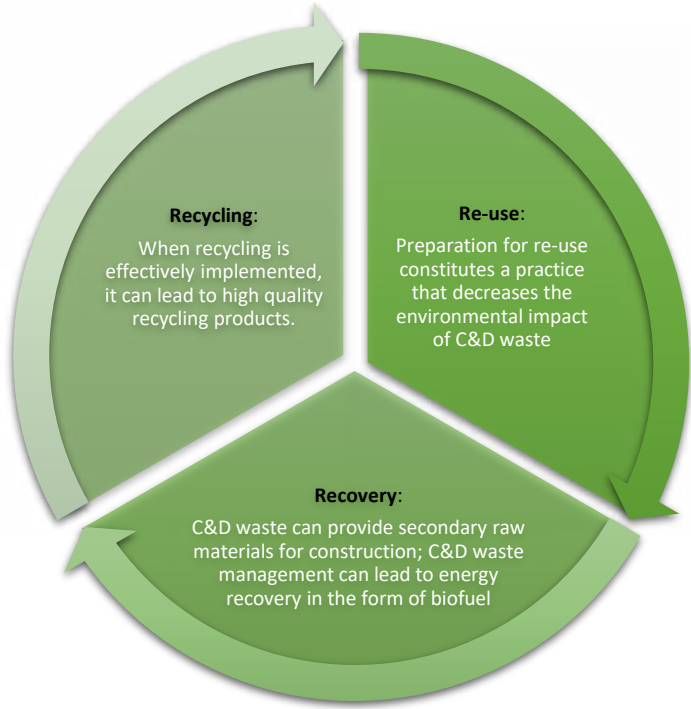 Recycling:
When recycling is
effectively implemented,
it can lead to high quality
recycling products.
Re-use:
Preparation for re-use
constitutes a practice
that decreases the
environmental impact
of C&D waste
Recovery:
C&D waste can provide secondary raw
materials for construction; C&D waste
management can lead to energy
recovery in the form of biofuel